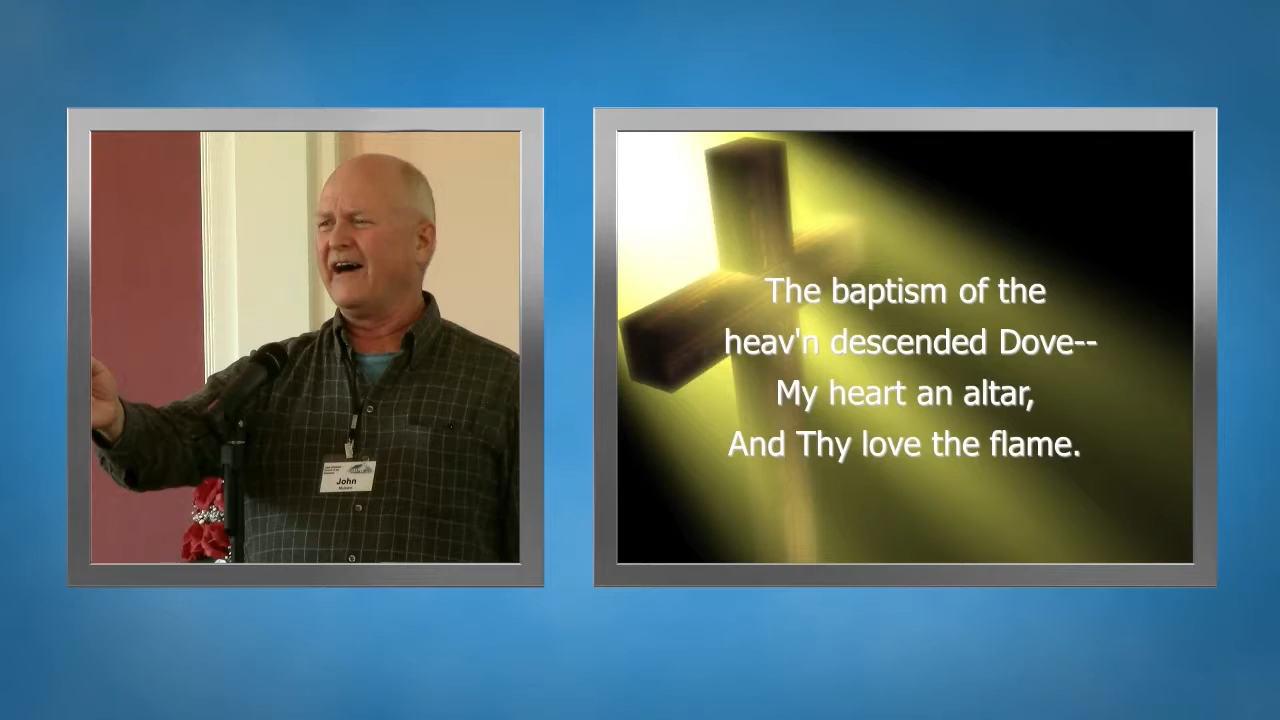 John
The baptism of the
heav'n descended Dove--
My heart an altar,
And Thy love the flame.